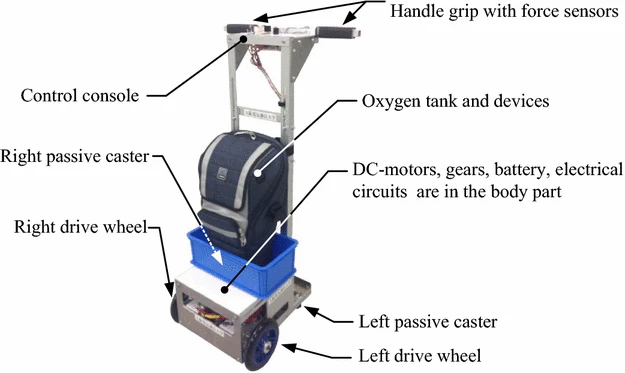 Handle grip with force sensors
Control console
Oxygen tank and devices
Right passive caster
DC-motors, gears, battery, electrical
circuits are in the body part
Right drive wheel
Left passive caster
Left drive wheel